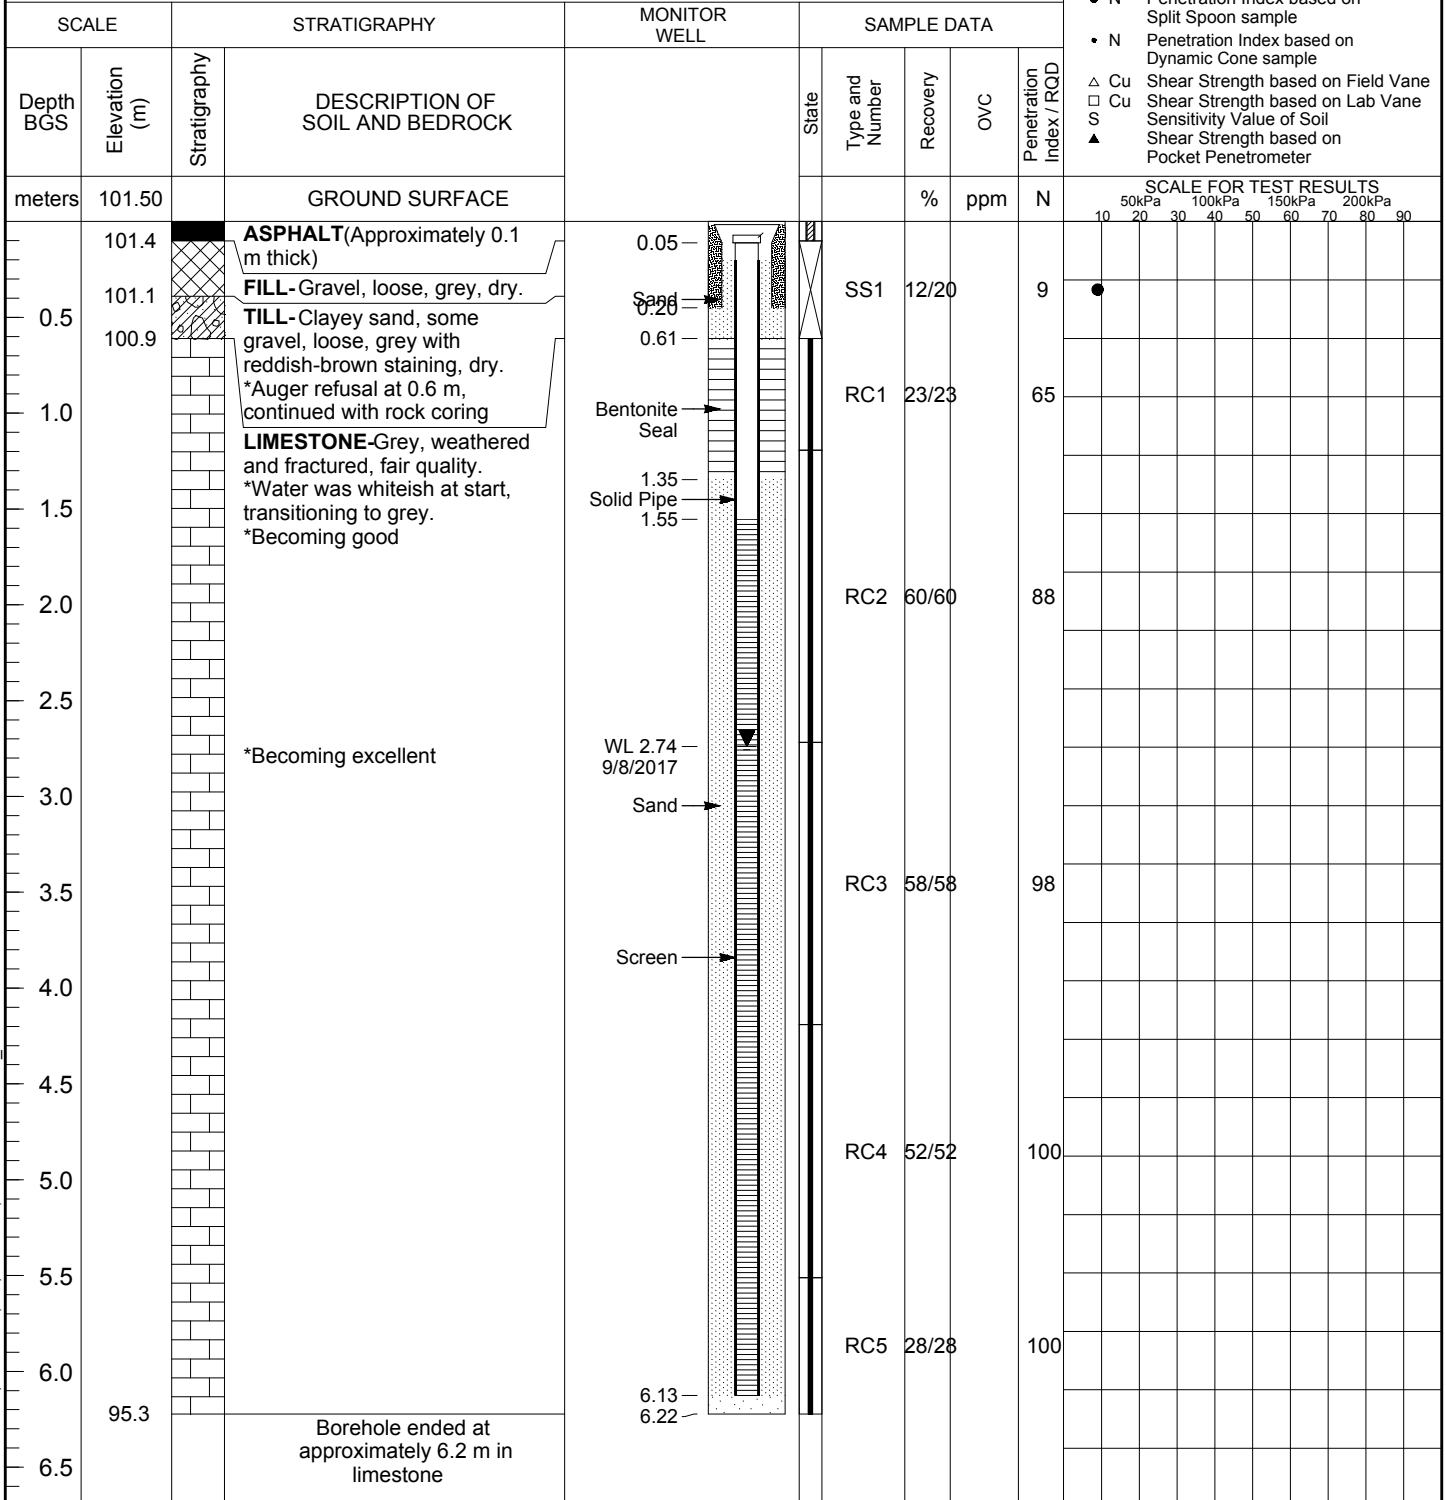 ● N Penetration Index based on
Split Spoon sample
• N Penetration Index based on
Dynamic Cone sample
△ Cu Shear Strength based on Field Vane
□ Cu Shear Strength based on Lab Vane
S Sensitivity Value of Soil
▲ Shear Strength based on
Pocket Penetrometer
SCALE
STRATIGRAPHY
MONITOR
WELL
SAMPLE DATA
Depth
BGS
Elevation
(m)
Stratigraphy
DESCRIPTION OF
SOIL AND BEDROCK
State
Type and
Number
Recovery
OVC
Penetration
Index / RQD
meters 101.50 GROUND SURFACE % ppm N
SCALE FOR TEST RESULTS
50kPa 100kPa 150kPa 200kPa
10 20 30 40 50 60 70 80 90
101.4
ASPHALT(Approximately 0.1
m thick)
0.05
101.1
FILL-Gravel, loose, grey, dry.
Sand
0.20
SS1 12/20 9
0.5
TILL-Clayey sand, some
gravel, loose, grey with
reddish-brown staining, dry.
*Auger refusal at 0.6 m,
continued with rock coring
100.9
0.61
RC1 23/23 65
1.0
Bentonite
Seal
LIMESTONE-Grey, weathered
and fractured, fair quality.
*Water was whiteish at start,
transitioning to grey.
*Becoming good
1.35
Solid Pipe
1.5
1.55
2.0
RC2 60/60 88
2.5
*Becoming excellent
WL 2.74
9/8/2017
3.0
Sand
3.5
RC3 58/58 98
Screen
4.0
4.5
RC4 52/52 100
5.0
5.5
RC5 28/28 100
6.0
6.13
95.3
6.22
Borehole ended at
approximately 6.2 m in
limestone
6.5